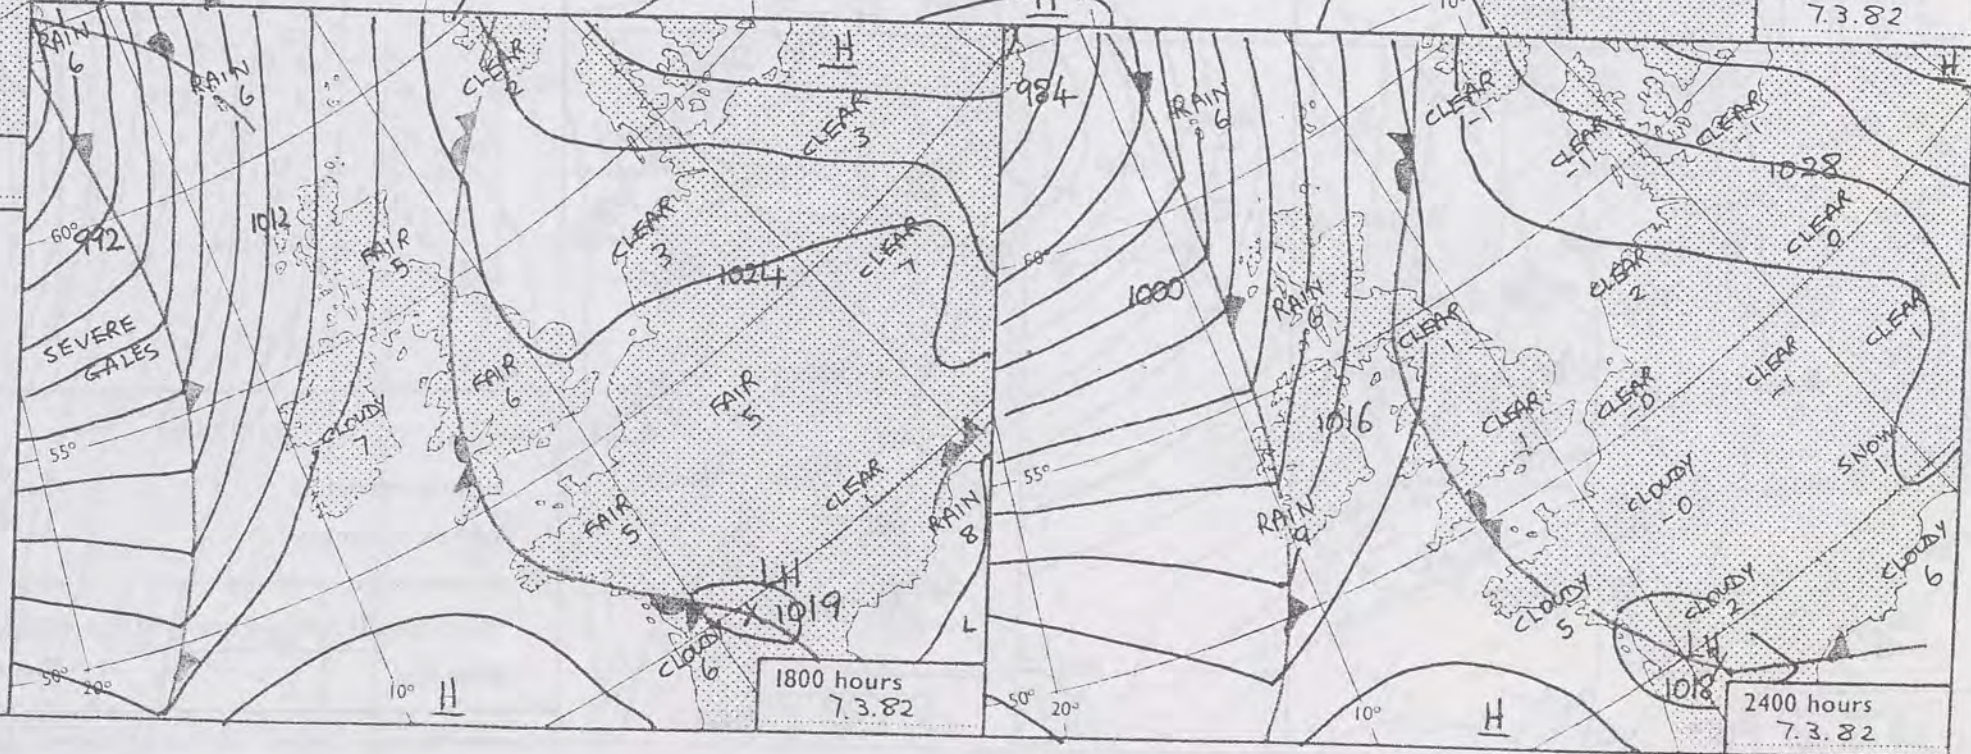 H
10°
7.3.82
RAIN
6
RAIN
6
CLEAR
2
H
CLEAR
3
60°
992
1012
FAIR
5
CLEAR
3
1024
CLEAR
7
SEVERE
GALES
FAIR
6
FAIR
5
CLOUDY
7
55°
FAIR
5
CLEAR
1
RAIN
8
LH
X 1019
L
CLOUDY
6
50°
20°
10°
H
1800 hours
7.3.82
984
RAIN
6
CLEAR
-1
CLEAR
-1
CLEAR
-1
H
1028
60°
1000
RAIN
6
CLEAR
1
CLEAR
2
CLEAR
0
CLEAR
1
1016
CLEAR
1
CLEAR
-0
CLEAR
-1
55°
RAIN
9
CLOUDY
-0
SNOW
1
CLOUDY
5
CLOUDY
2
CLOUDY
6
LH
1018
50°
20°
10°
H
2400 hours
7.3.82